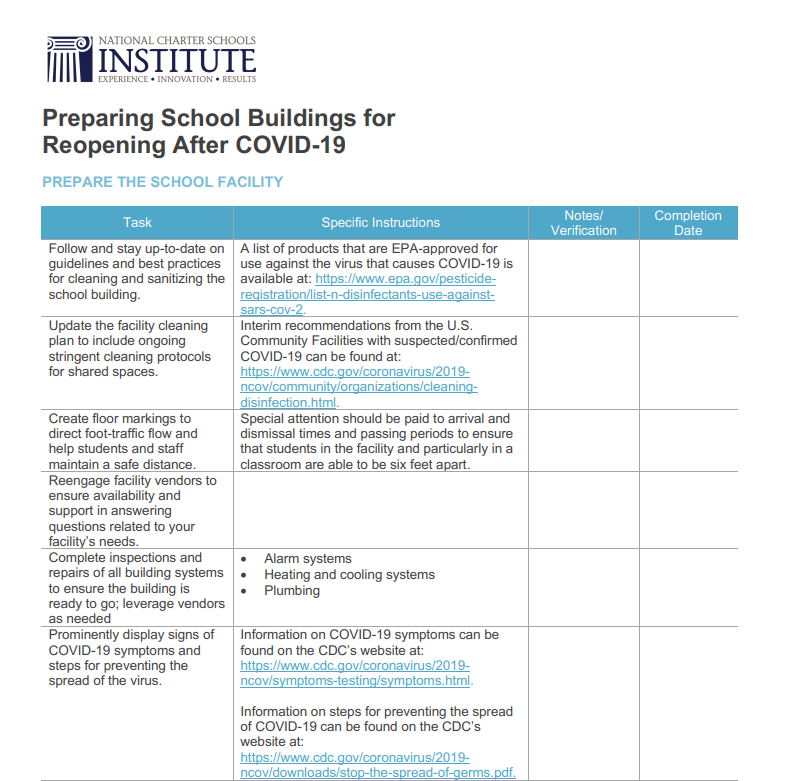 NATIONAL CHARTER SCHOOLS
INSTITUTE
EXPERIENCE • INNOVATION • RESULTS
Preparing School Buildings for
Reopening After COVID-19
PREPARE THE SCHOOL FACILITY
Task
Specific Instructions
Notes/
Verification
Completion
Date
Follow and stay up-to-date on
guidelines and best practices
for cleaning and sanitizing the
school building.
A list of products that are EPA-approved for
use against the virus that causes COVID-19 is
available at: https://www.epa.gov/pesticide-
registration/list-n-disinfectants-use-against-
sars-cov-2.
Update the facility cleaning
plan to include ongoing
stringent cleaning protocols
for shared spaces.
Interim recommendations from the U.S.
Community Facilities with suspected/confirmed
COVID-19 can be found at:
https://www.cdc.gov/coronavirus/2019-
ncov/community/organizations/cleaning-
disinfection.html.
Create floor markings to
direct foot-traffic flow and
help students and staff
maintain a safe distance.
Special attention should be paid to arrival and
dismissal times and passing periods to ensure
that students in the facility and particularly in a
classroom are able to be six feet apart.
Reengage facility vendors to
ensure availability and
support in answering
questions related to your
facility's needs.
Complete inspections and
repairs of all building systems
to ensure the building is
ready to go; leverage vendors
as needed
• Alarm systems
• Heating and cooling systems
• Plumbing
Prominently display signs of
COVID-19 symptoms and
steps for preventing the
spread of the virus.
Information on COVID-19 symptoms can be
found on the CDC's website at:
https://www.cdc.gov/coronavirus/2019-
ncov/symptoms-testing/symptoms.html.
Information on steps for preventing the spread
of COVID-19 can be found on the CDC's
website at:
https://www.cdc.gov/coronavirus/2019-
ncov/downloads/stop-the-spread-of-germs.pdf.